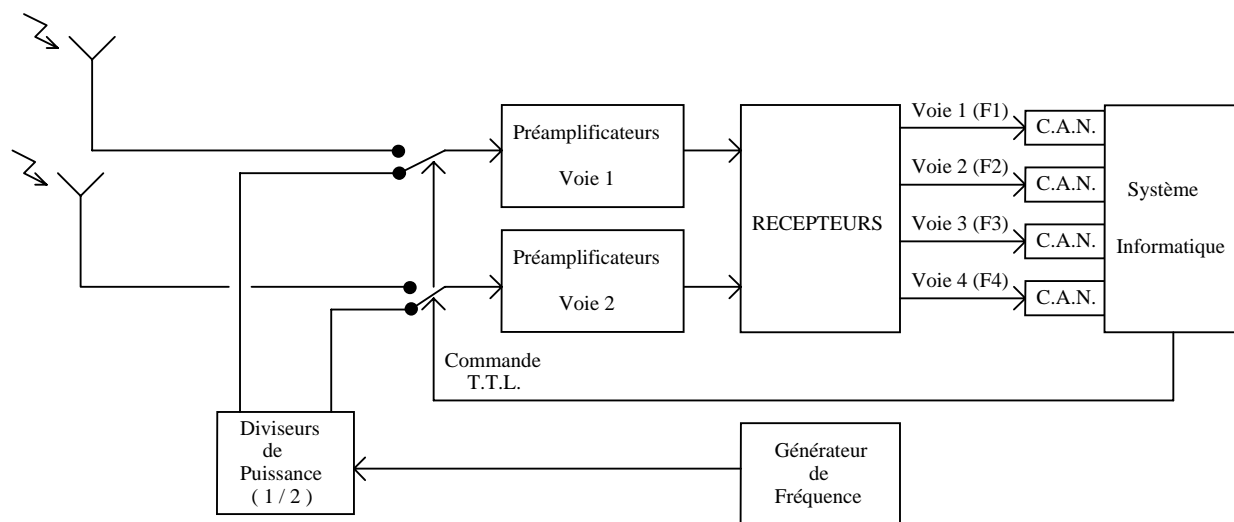 Préamplificateurs
Voie 1
Préamplificateurs
Voie 2
RECEPTEURS
Voie 1 (F1)
Voie 2 (F2)
Voie 3 (F3)
Voie 4 (F4)
C.A.N.
C.A.N.
C.A.N.
C.A.N.
Système
Informatique
Commande
T.T.L.
Diviseurs
de
Puissance
( 1 / 2 )
Générateur
de
Fréquence